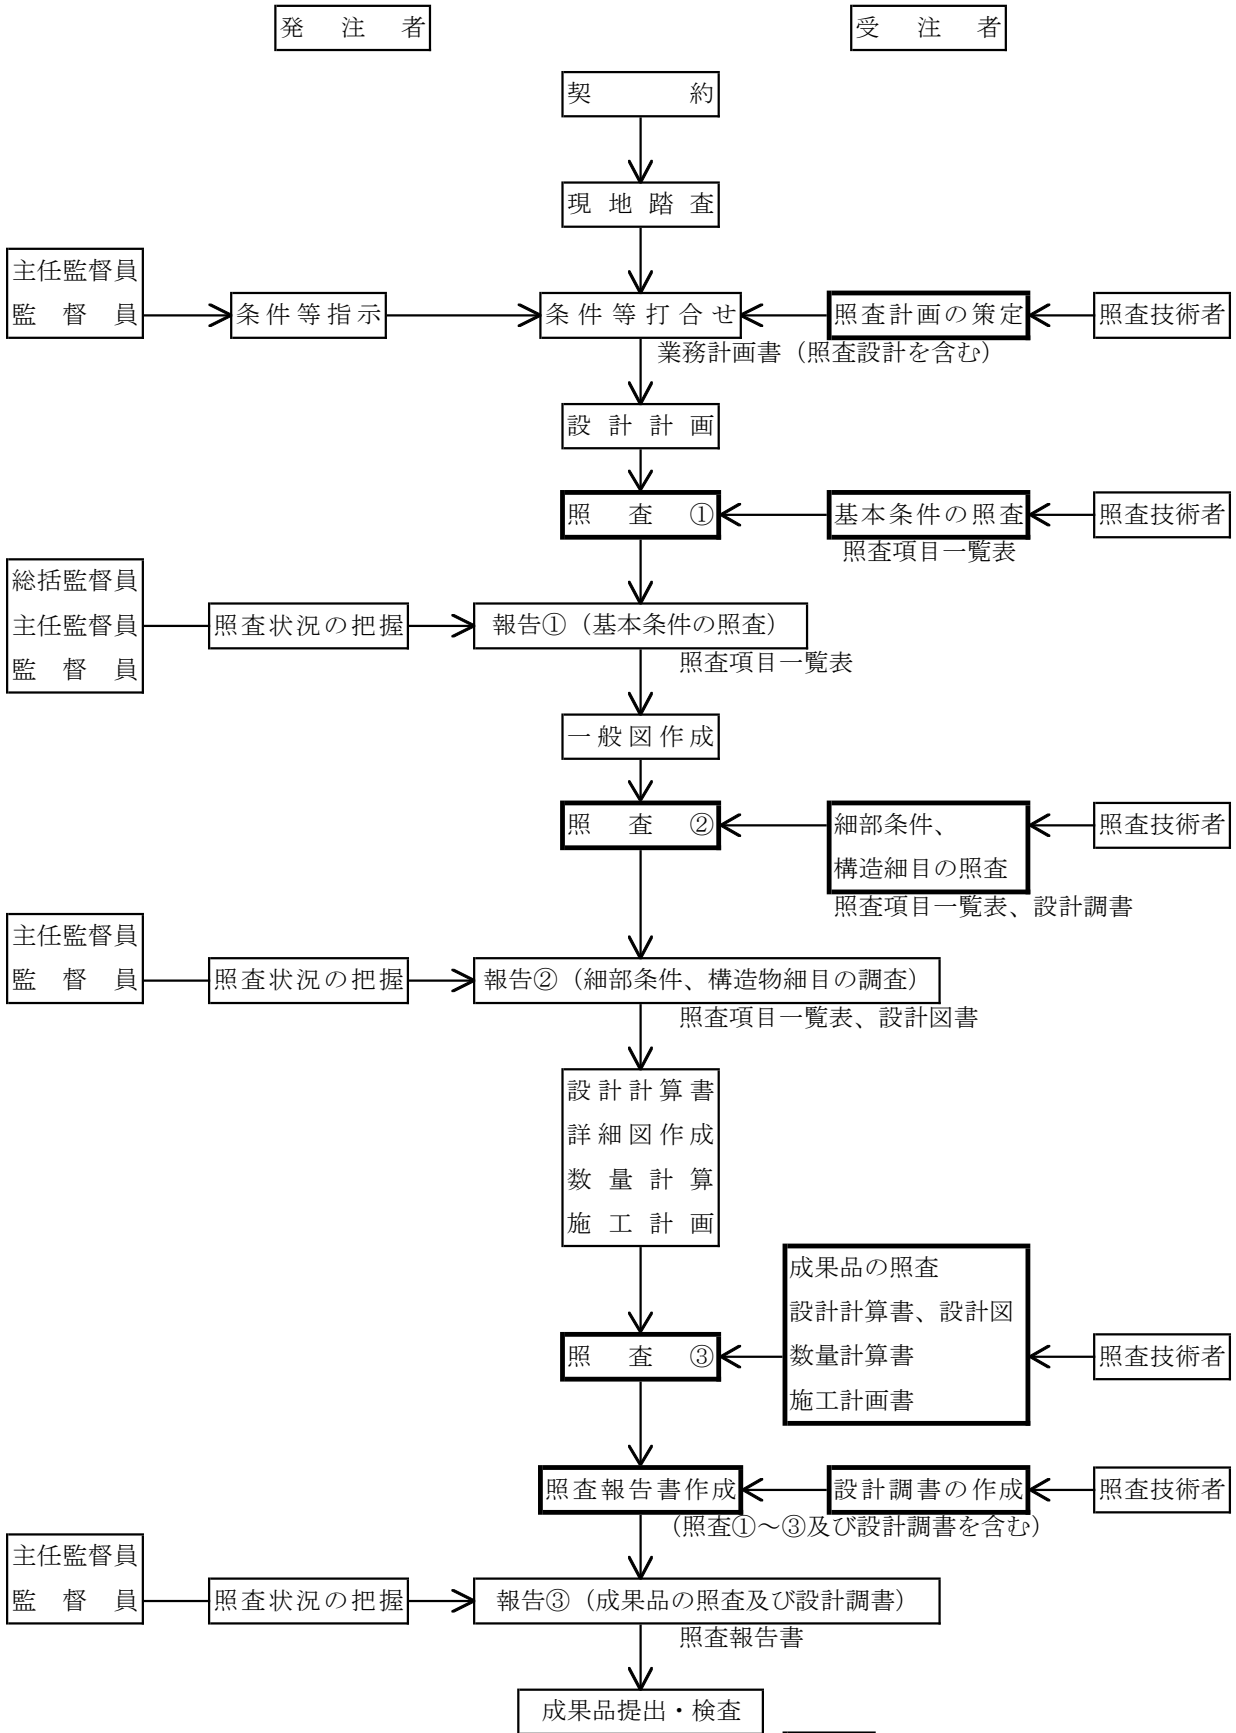 発注者
受注者
契約
現地踏査
主任監督員
監督員
条件等指示
条件等打合せ
照査計画の策定
照査技術者
業務計画書（照査設計を含む）
設計計画
照査①
基本条件の照査
照査技術者
照査項目一覧表
総括監督員
主任監督員
監督員
照査状況の把握
報告①（基本条件の照査）
照査項目一覧表
一般図作成
照査②
細部条件、
構造細目の照査
照査技術者
照査項目一覧表、設計調書
主任監督員
監督員
照査状況の把握
報告②（細部条件、構造物細目の調査）
照査項目一覧表、設計図書
設計計算書
詳細図作成
数量計算
施工計画
成果品の照査
設計計算書、設計図
数量計算書
施工計画書
照査③
照査技術者
照査報告書作成
設計調書の作成
照査技術者
（照査①～③及び設計調書を含む）
主任監督員
監督員
照査状況の把握
報告③（成果品の照査及び設計調書）
照査報告書
成果品提出・検査